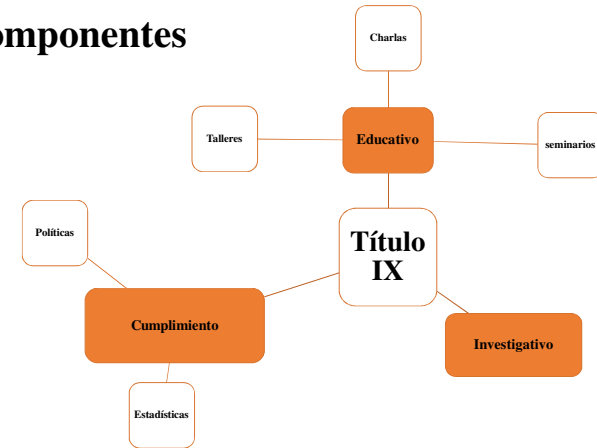 omponentes
Charlas
Talleres
Educativo
seminarios
Título
IX
Políticas
Cumplimiento
Investigativo
Estadísticas